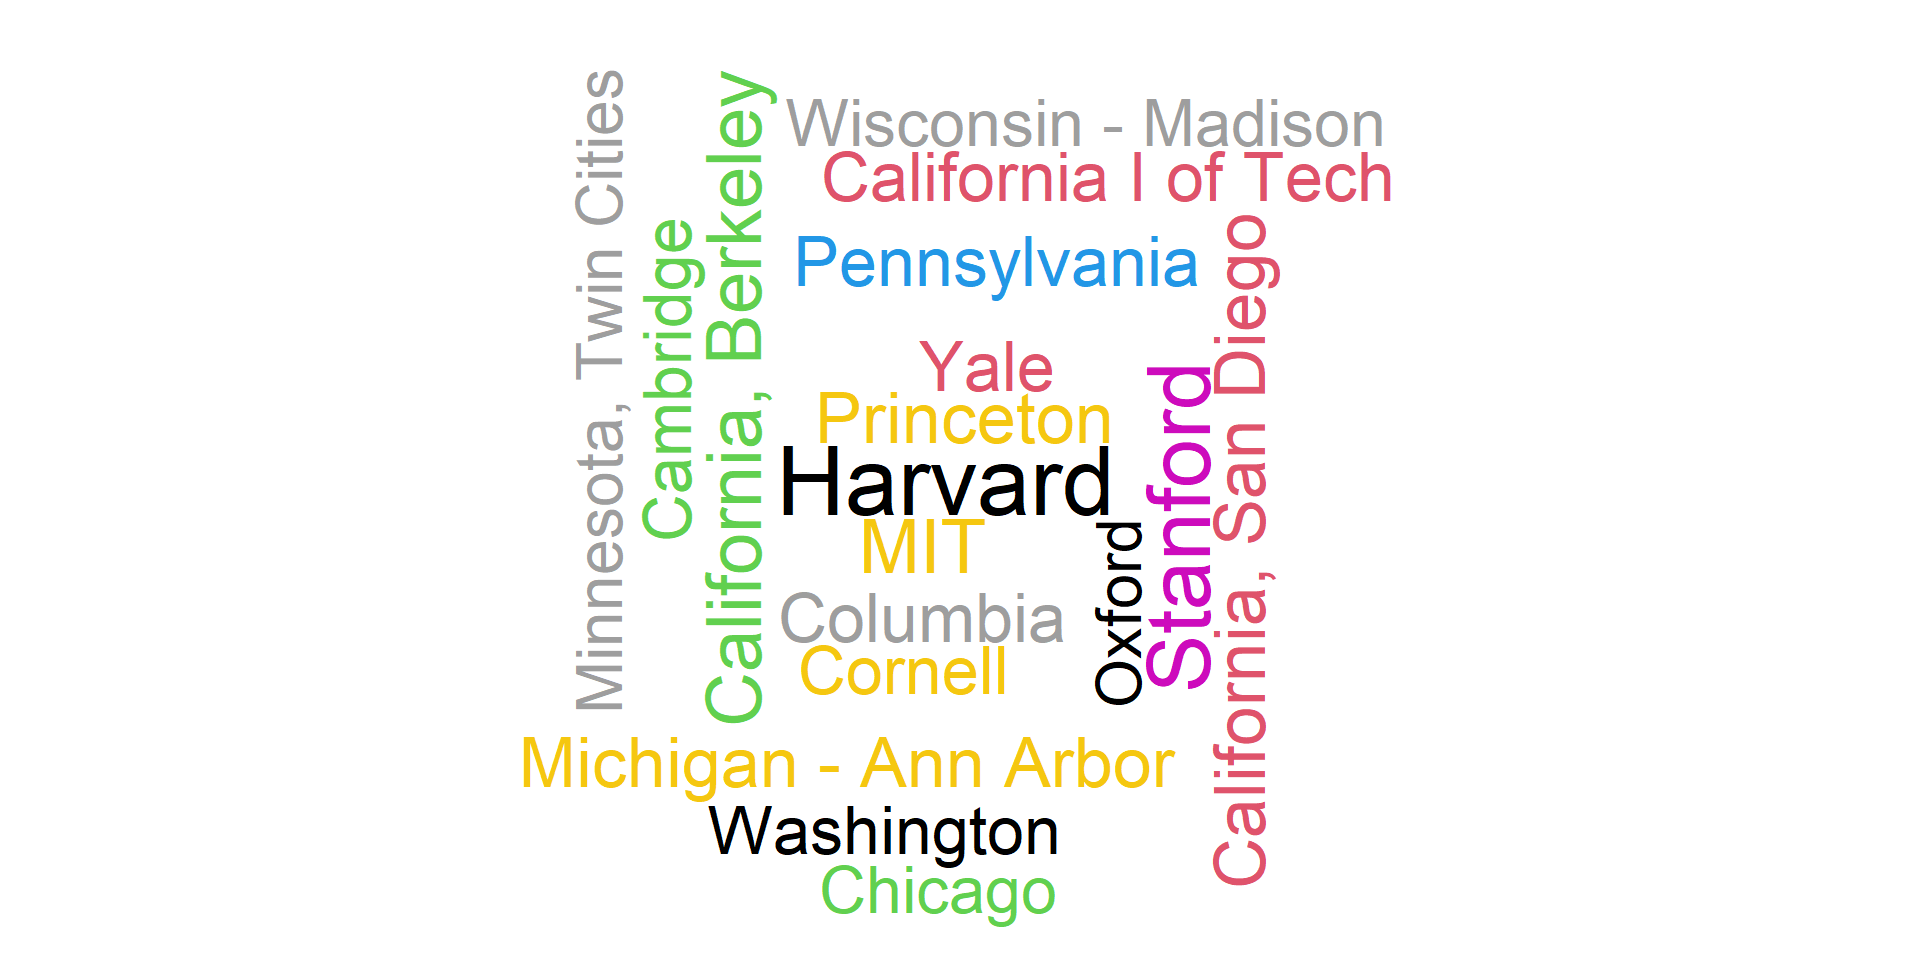 Minnesota, Twin Cities
Cambridge
California, Berkeley
Wisconsin - Madison
California I of Tech
Pennsylvania
Yale
Princeton
Harvard
MIT
Columbia
Cornell
Oxford
Stanford
California, San Diego
Michigan - Ann Arbor
Washington
Chicago